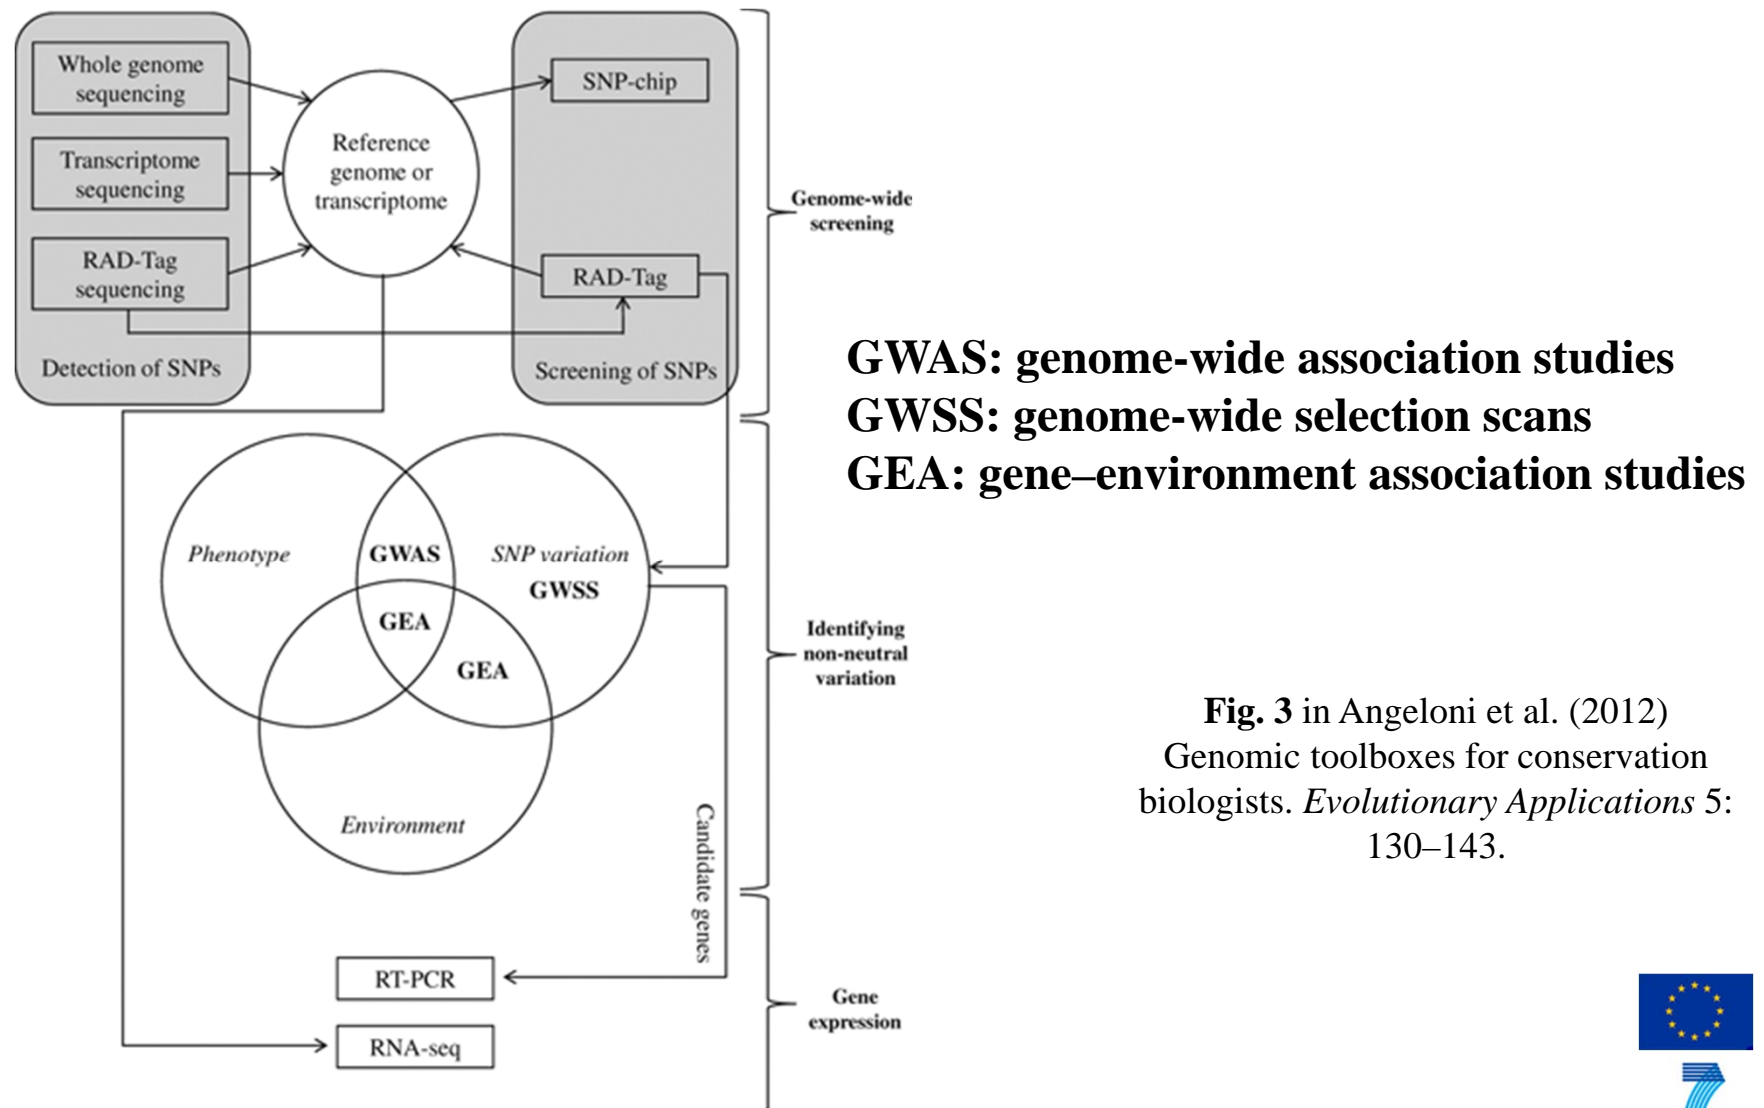 Whole genome
sequencing
Transcriptome
sequencing
RAD-Tag
sequencing
Detection of SNPs
Reference
genome or
transcriptome
SNP-chip
RAD-Tag
Screening of SNPs
Genome-wide
screening
GWAS: genome-wide association studies
GWSS: genome-wide selection scans
GEA: gene–environment association studies
Phenotype
GWAS
SNP variation
GWSS
GEA
GEA
Environment
Identifying
non-neutral
variation
Candidate genes
Fig. 3 in Angeloni et al. (2012)
Genomic toolboxes for conservation
biologists. Evolutionary Applications 5:
130–143.
RT-PCR
RNA-seq
Gene
expression